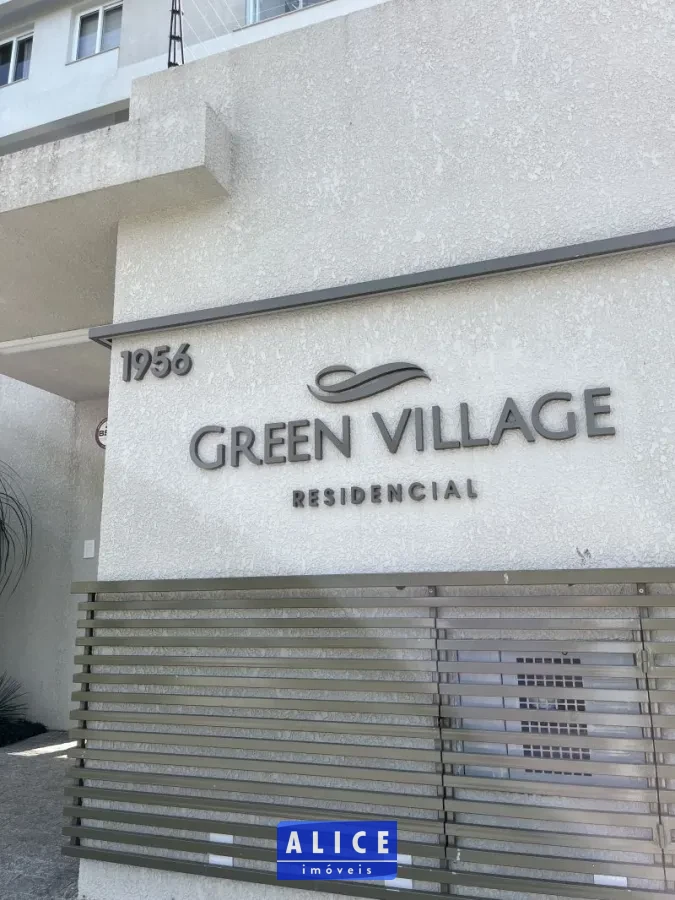 1956
GREEN VILLAGE
RESIDENCIAL
ALICE
imóveis